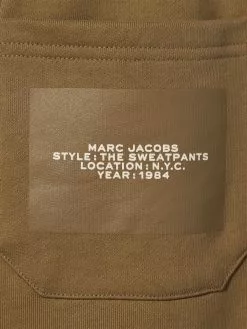 MARC JACOBS
STYLE: THE SWEATPANTS
LOCATION: N.Y.C.
YEAR: 1984